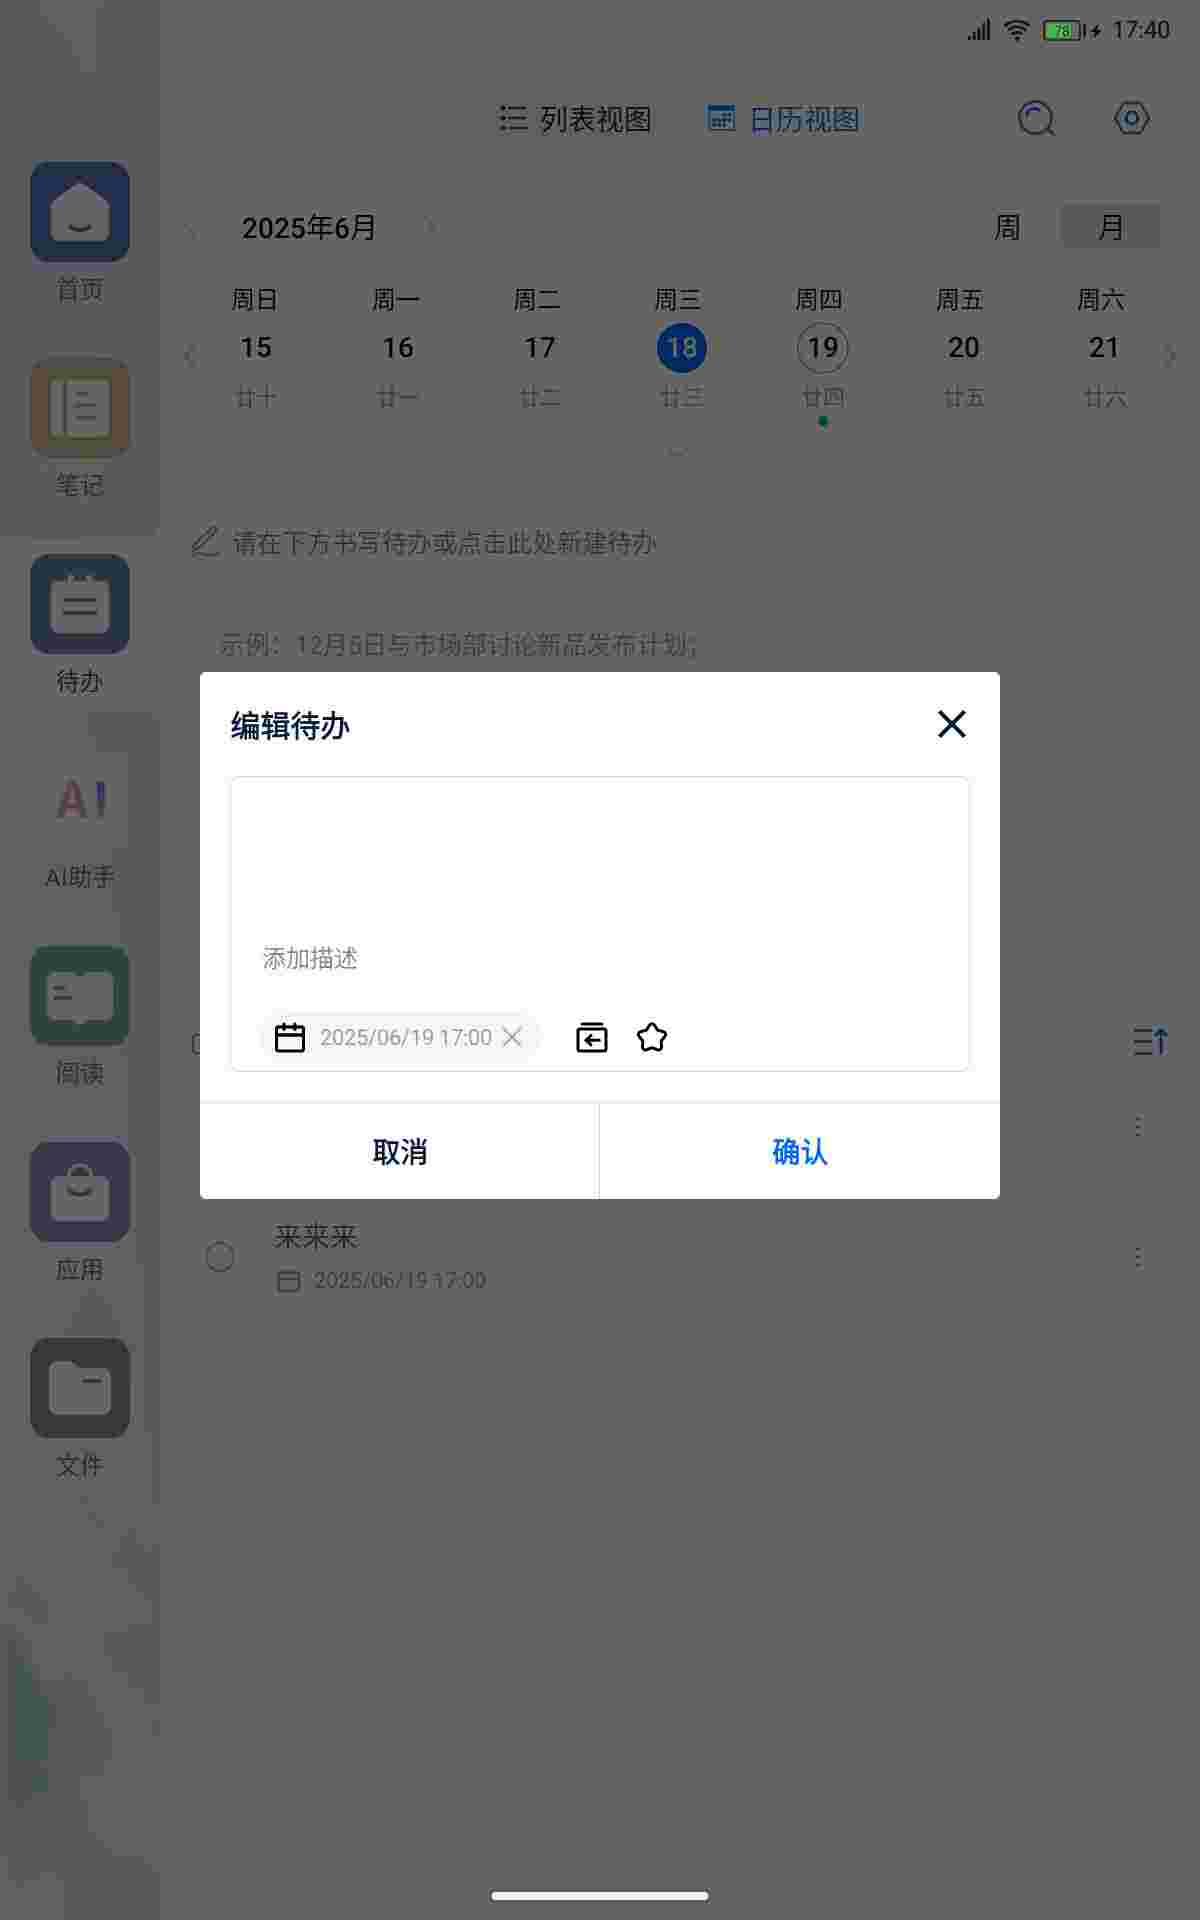 17:40
78
列表视图
日历视图
首页
2025年6月
周
月
周日 周一 周二 周三 周四 周五 周六
15 16 17 18 19 20 21
廿十 廿一 廿二 廿三 廿四 廿五 廿六
笔记
请在下方书写待办或点击此处新建待办
示例：12月6日与市场部讨论新品发布计划；
待办
编辑待办
AI
AI助手
添加描述
2025/06/19 17:00
阅读
取消
确认
来来来
2025/06/19 17:00
应用
文件